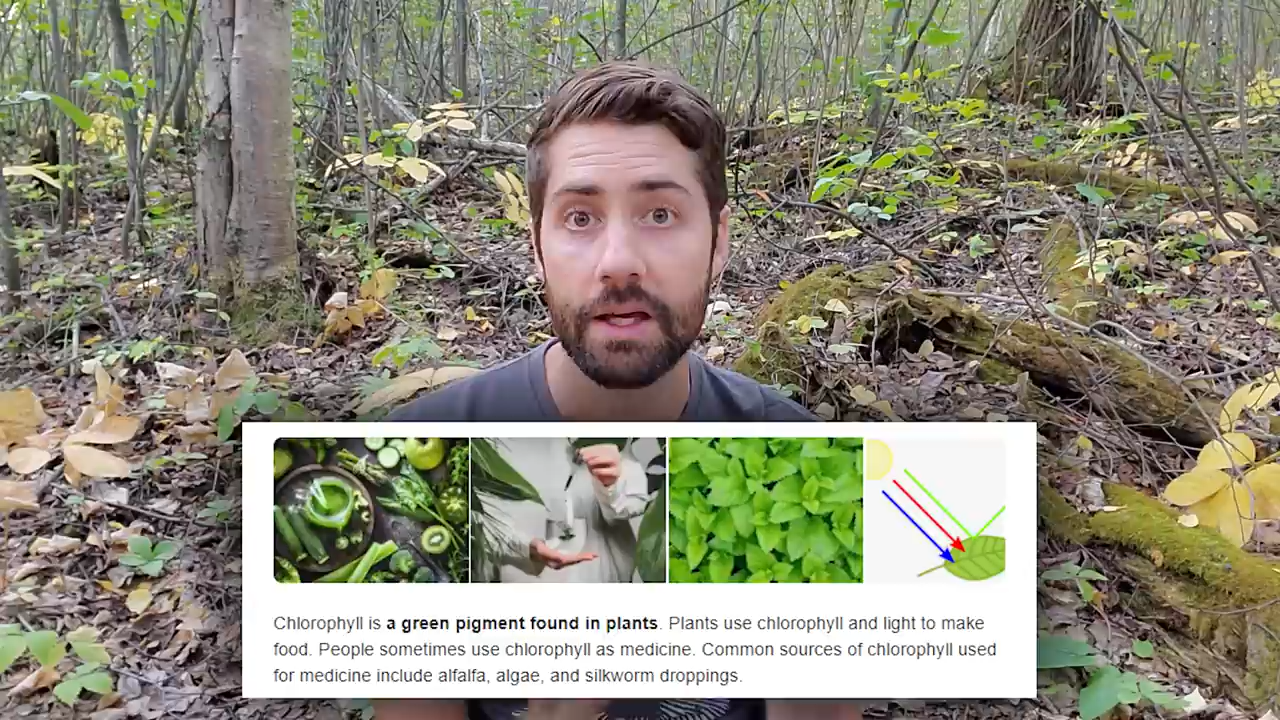 Chlorophyll is a green pigment found in plants. Plants use chlorophyll and light to make
food. People sometimes use chlorophyll as medicine. Common sources of chlorophyll used
for medicine include alfalfa, algae, and silkworm droppings.